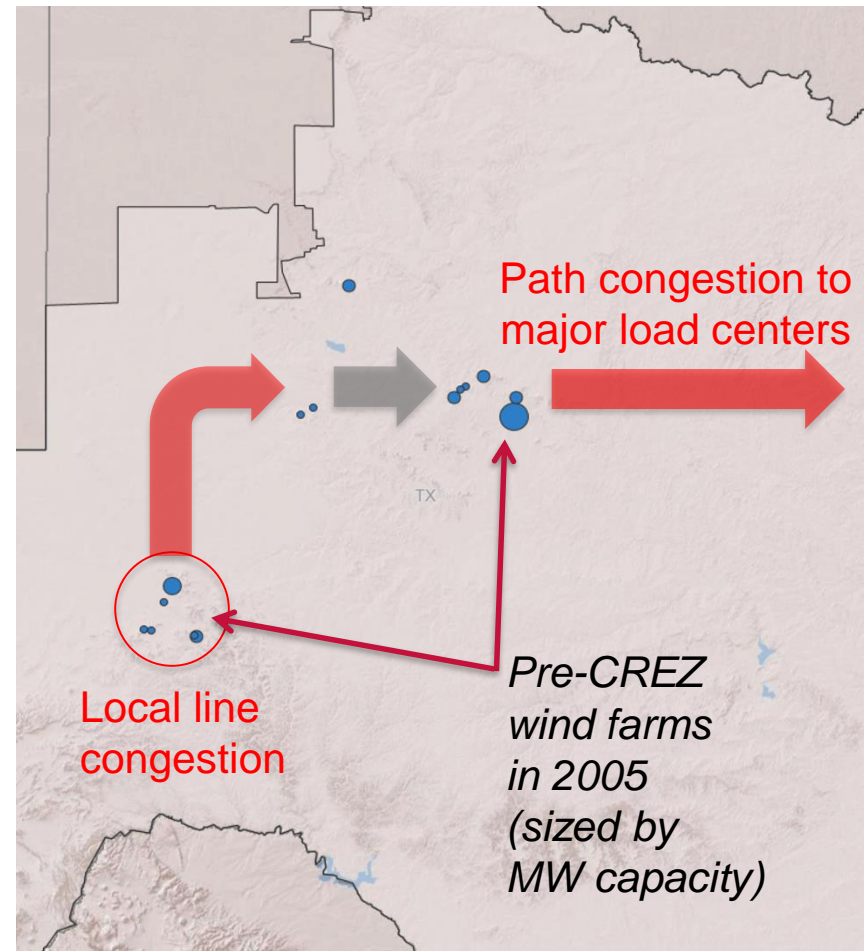 Path congestion to
major load centers
TX
Local line
congestion
Pre-CREZ
wind farms
in 2005
(sized by
MW capacity)